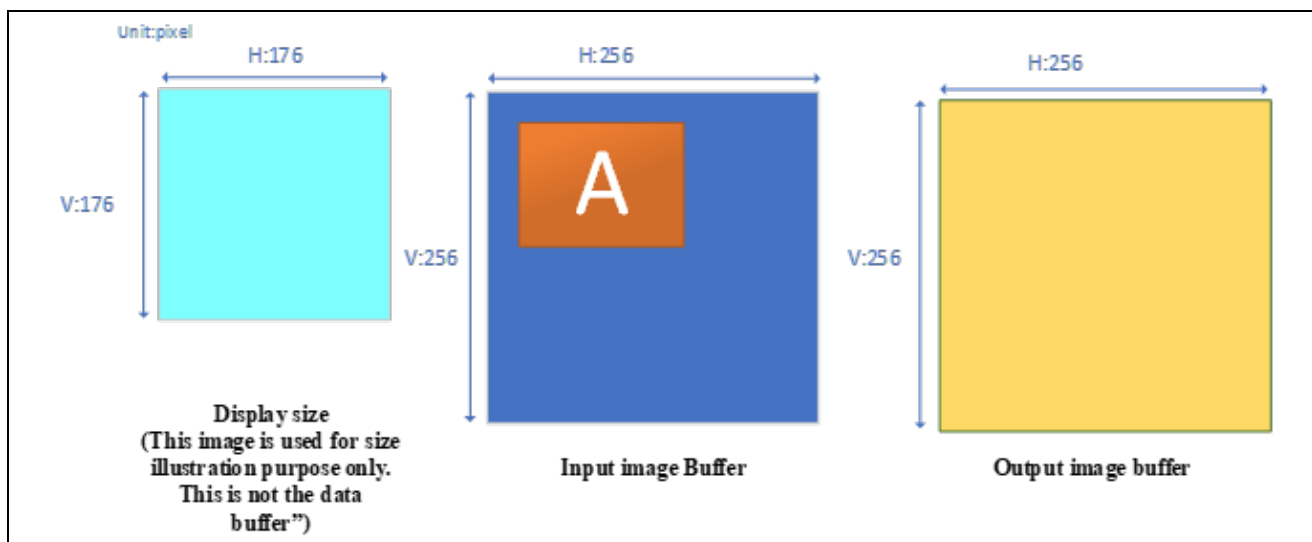 Unit:pixel
H:176
V:176
Display size
(This image is used for size
illustration purpose only.
This is not the data
buffer”)
H:256
V:256
A
Input image Buffer
H:256
V:256
Output image buffer